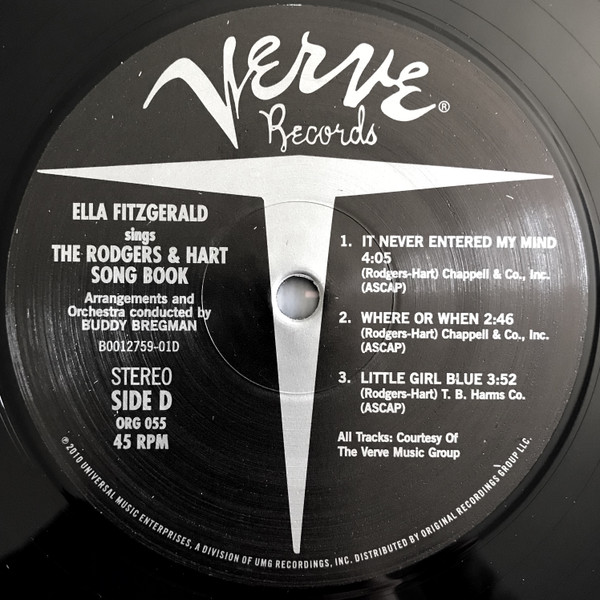 Verve®
Records
ELLA FITZGERALD
sings
THE RODGERS & HART
SONG BOOK
Arrangements and
Orchestra conducted by
BUDDY BREGMAN
B0012759-01D
STEREO
SIDE D
ORG 055
45 RPM
1. IT NEVER ENTERED MY MIND
4:05
(Rodgers-Hart) Chappell & Co., Inc.
(ASCAP)
2. WHERE OR WHEN 2:46
(Rodgers-Hart) Chappell & Co., Inc.
(ASCAP)
3. LITTLE GIRL BLUE 3:52
(Rodgers-Hart) T. B. Harms Co.
(ASCAP)
All Tracks: Courtesy Of
The Verve Music Group
℗ 2010 UNIVERSAL MUSIC ENTERPRISES, A DIVISION OF UMG RECORDINGS, INC. DISTRIBUTED BY ORIGINAL RECORDINGS GROUP LLC.